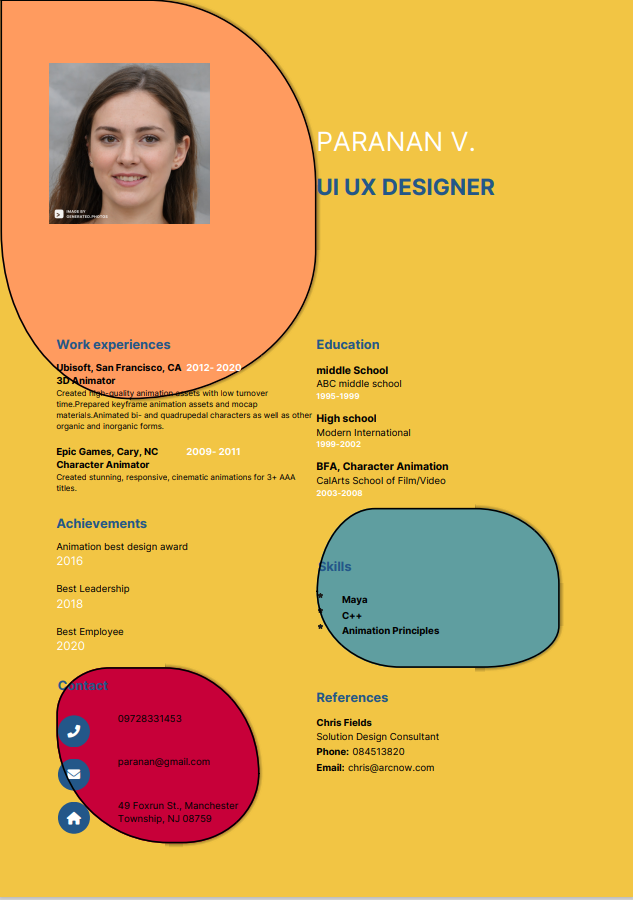 IMAGE BY
GENERATED.PHOTOS
PARANAN V.
UI UX DESIGNER
Work experiences
Ubisoft, San Francisco, CA 2012- 2020
3D Animator
Created high-quality animation assets with low turnover
time.Prepared keyframe animation assets and mocap
materials.Animated bi- and quadrupedal characters as well as other
organic and inorganic forms.
Epic Games, Cary, NC 2009- 2011
Character Animator
Created stunning, responsive, cinematic animations for 3+ AAA
titles.
Achievements
Animation best design award
2016
Best Leadership
2018
Best Employee
2020
Contact
09728331453
paranan@gmail.com
49 Foxrun St., Manchester
Township, NJ 08759
Education
middle School
ABC middle school
1995-1999
High school
Modern International
1999-2002
BFA, Character Animation
CalArts School of Film/Video
2003-2008
Skills
* Maya
* C++
* Animation Principles
References
Chris Fields
Solution Design Consultant
Phone: 084513820
Email: chris@arcnow.com